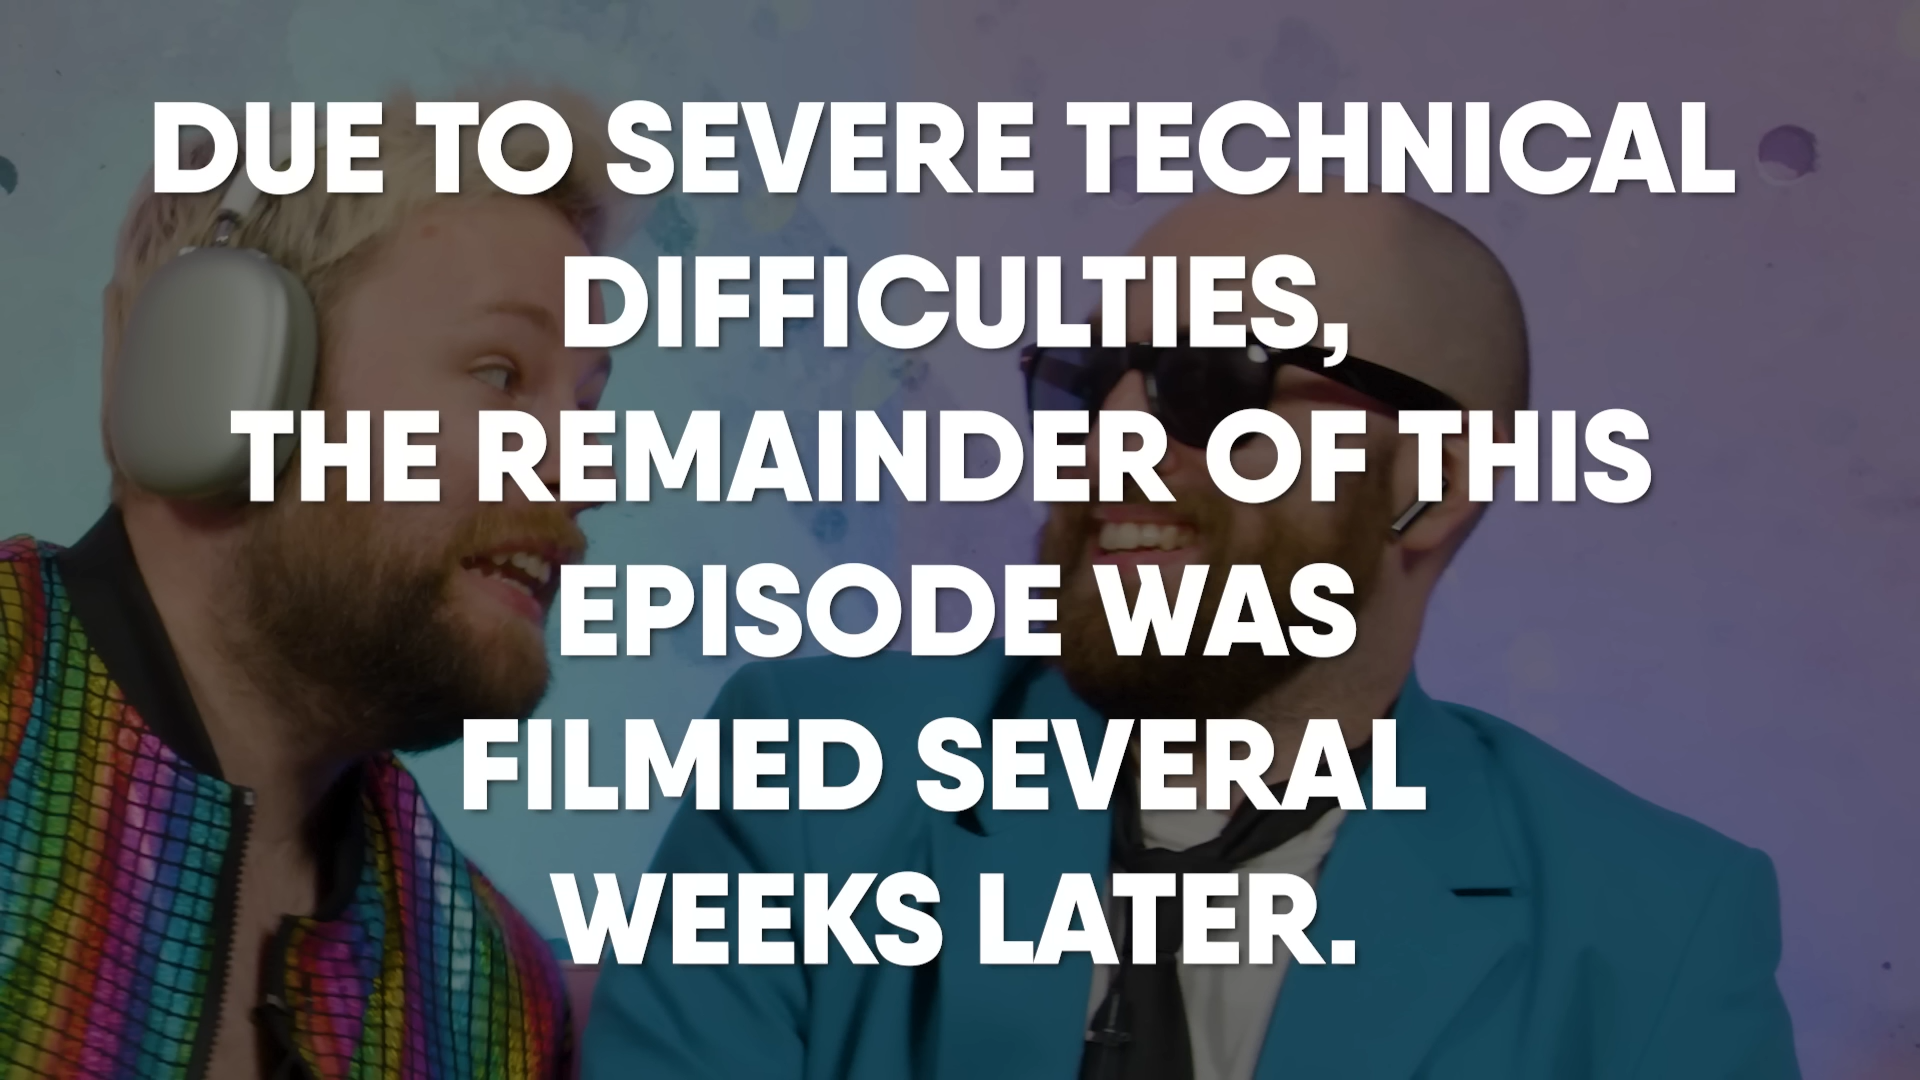 DUE TO SEVERE TECHNICAL
DIFFICULTIES,
THE REMAINDER OF THIS
EPISODE WAS
FILMED SEVERAL
WEEKS LATER.